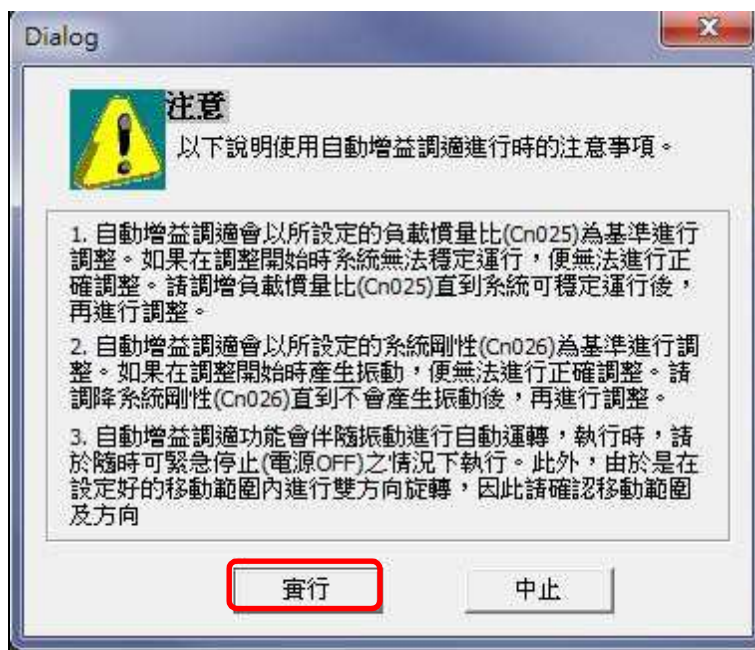 Dialog
注意
以下說明使用自動增益調適進行時的注意事項。
1. 自動增益調適會以所設定的負載慣量比(Cn025)為基準進行
調整。如果在調整開始時系統無法穩定運行，便無法進行正
確調整。請調增負載慣量比(Cn025)直到系統可穩定運行後，
再進行調整。
2. 自動增益調適會以所設定的系統剛性(Cn026)為基準進行調
整。如果在調整開始時產生振動，便無法進行正確調整。請
調降系統剛性(Cn026)直到不會產生振動後，再進行調整。
3. 自動增益調適功能會伴隨振動進行自動運轉，執行時，請
於隨時可緊急停止(電源OFF)之情況下執行。此外，由於是在
設定好的移動範圍內進行雙方向旋轉，因此請確認移動範圍
及方向
實行
中止